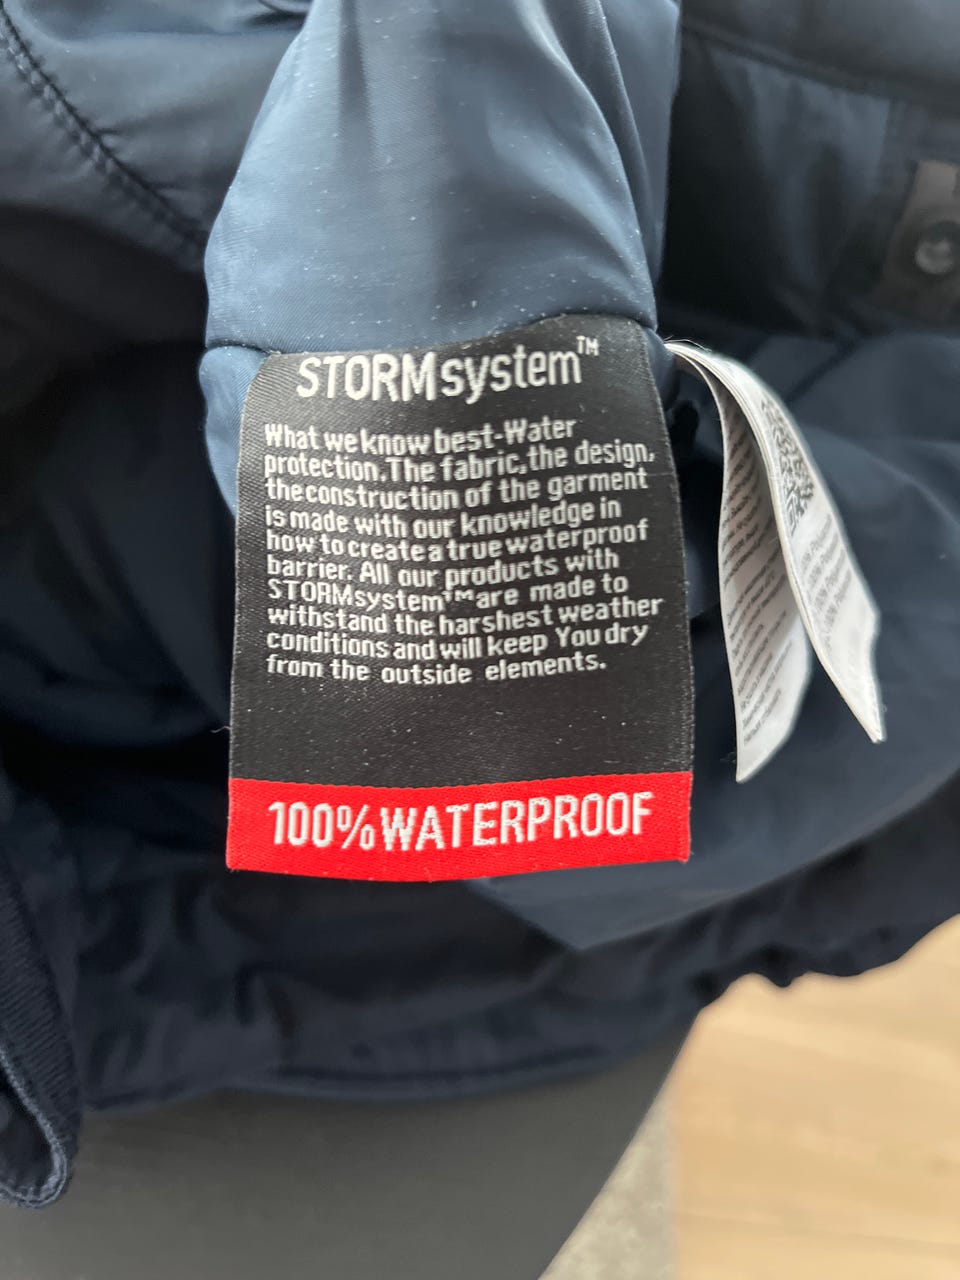 STORMsystem™
What we know best-Water
protection.The fabric,the design,
the construction of the garment
is made with our knowledge in
how to create a true waterproof
barrier. All our products with
STORMsystem™ are made to
withstand the harshest weather
conditions and will keep You dry
from the outside elements.
100% WATERPROOF